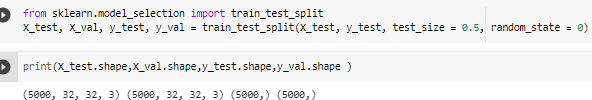 from sklearn.model_selection import train_test_split
X_test, X_val, y_test, y_val = train_test_split(X_test, y_test, test_size = 0.5, random_state = 0)
print(X_test.shape,X_val.shape,y_test.shape,y_val.shape )
(5000, 32, 32, 3) (5000, 32, 32, 3) (5000,) (5000,)